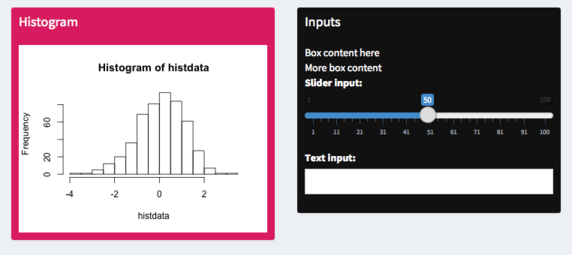 Histogram
Histogram of histdata
Frequency
60
20
0
-4 -2 0 2
histdata
Inputs
Box content here
More box content
Slider input:
1 50 100
1 11 21 31 41 51 61 71 81 91 100
Text input: